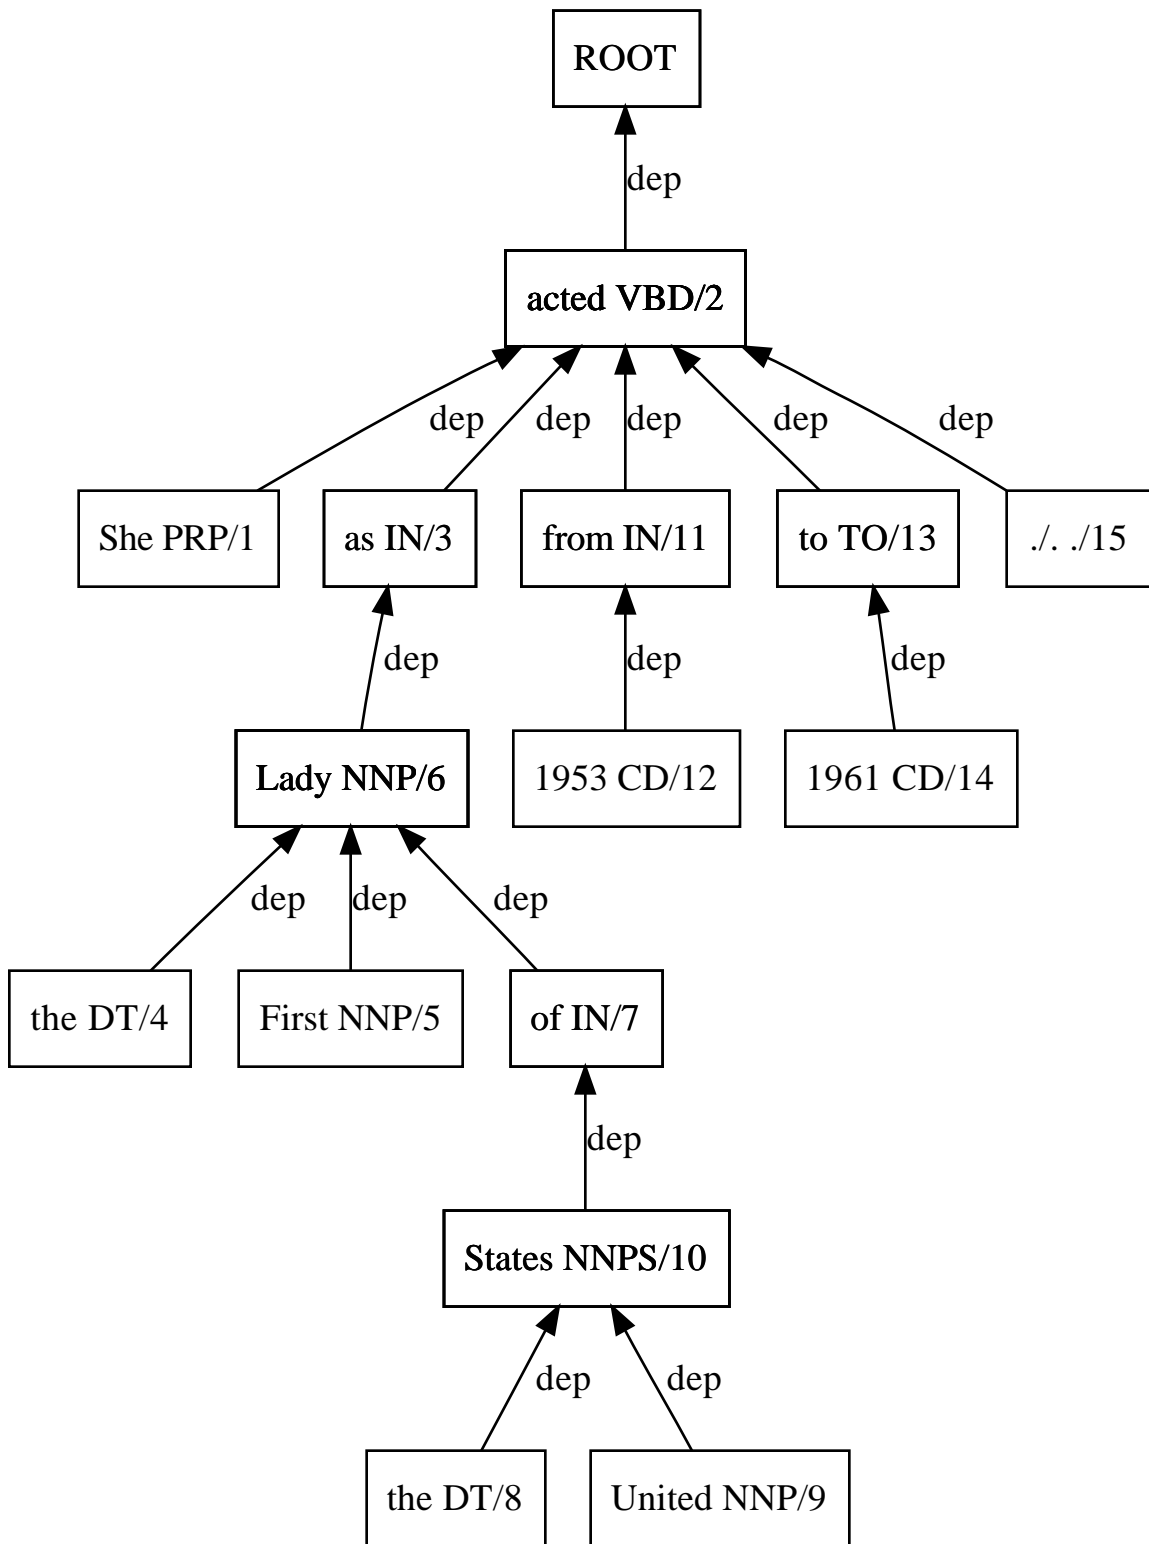 ROOT
dep
acted VBD/2
dep dep dep dep dep
She PRP/1 as IN/3 from IN/11 to TO/13 ./. ./15
dep dep dep
Lady NNP/6 1953 CD/12 1961 CD/14
dep dep dep
the DT/4 First NNP/5 of IN/7
dep
States NNPS/10
dep dep
the DT/8 United NNP/9